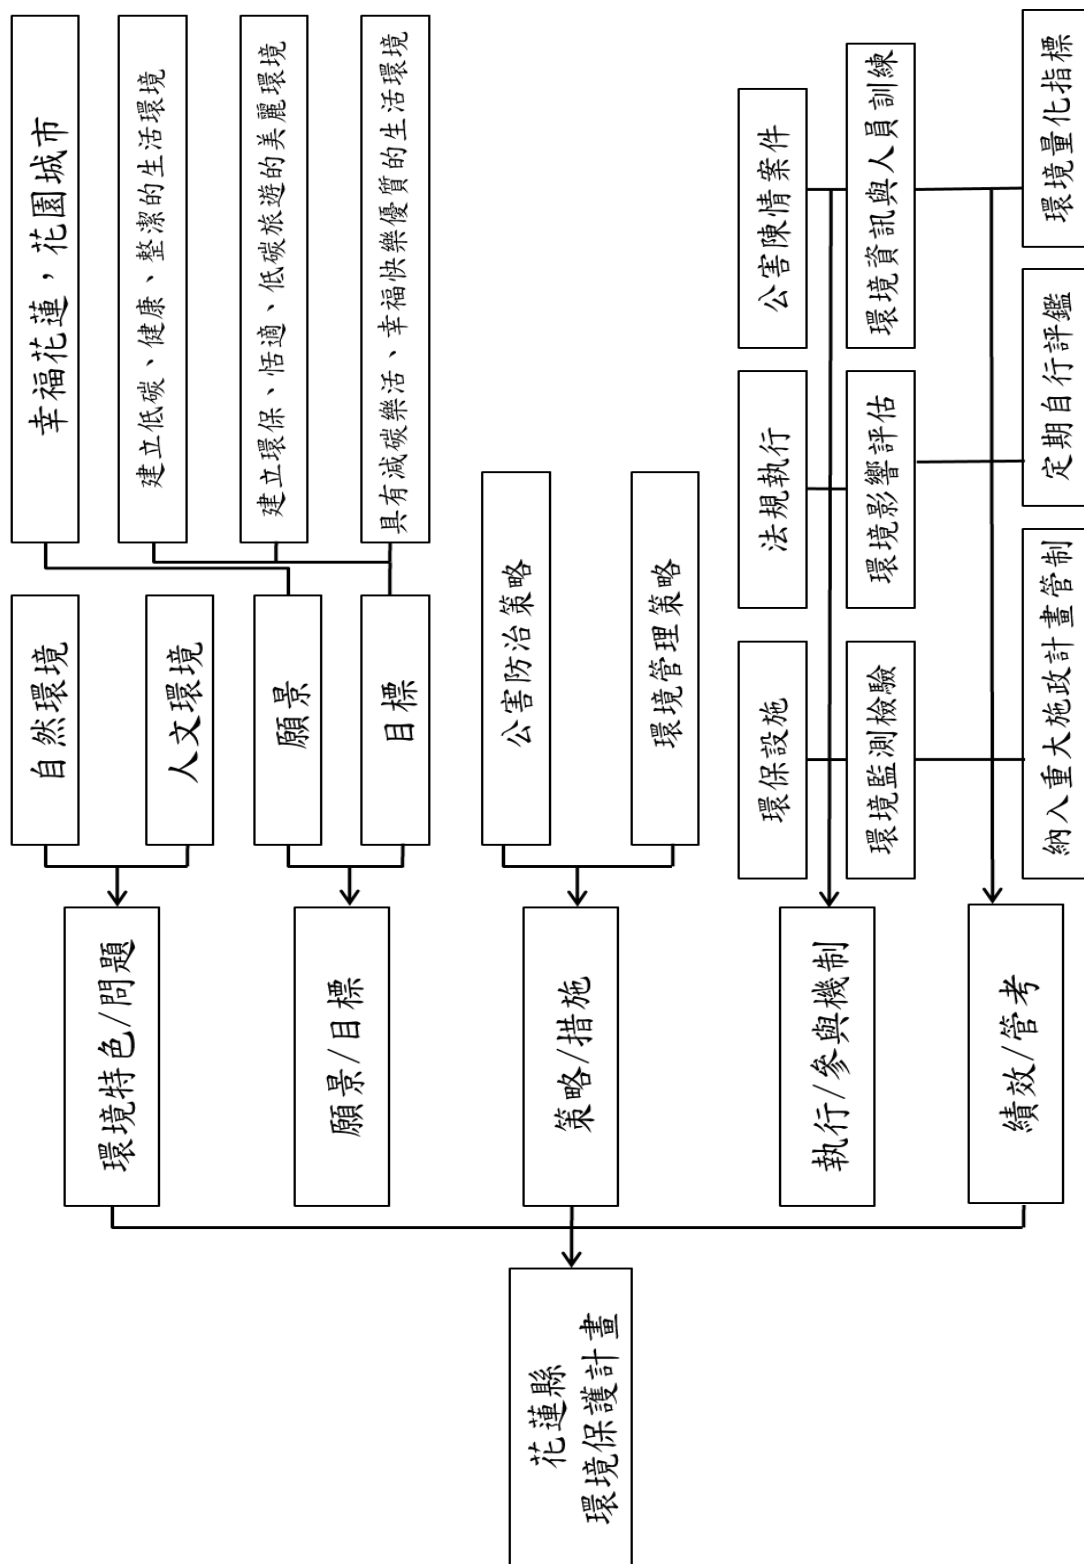 花蓮縣
環境保護計畫
環境特色/問題
自然環境
人文環境
願景/目標
願景
幸福花蓮，花園城市
目標
建立低碳、健康、整潔的生活環境
建立環保、恬適、低碳旅遊的美麗環境
具有減碳樂活、幸福快樂優質的生活環境
策略/措施
公害防治策略
環境管理策略
執行/參與機制
環保設施
法規執行
公害陳情案件
環境監測檢驗
環境影響評估
環境資訊與人員訓練
績效/管考
納入重大施政計畫管制
定期自行評鑑
環境量化指標